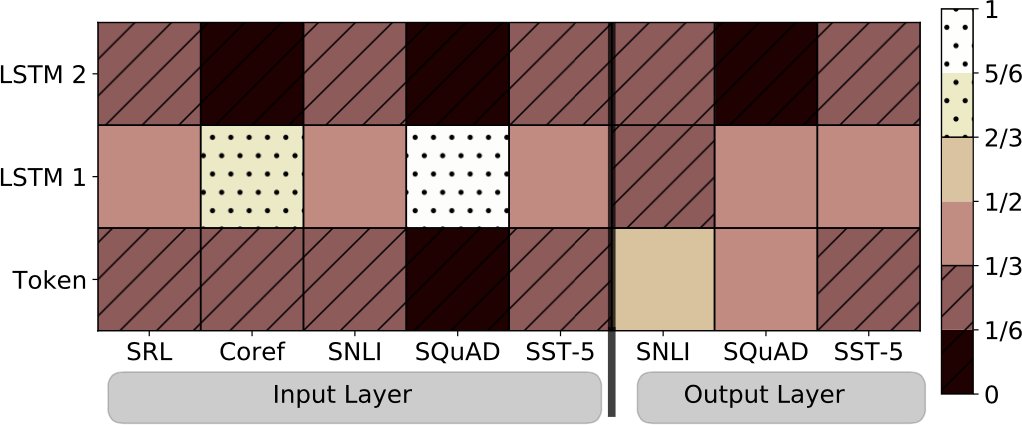 LSTM 2
LSTM 1
Token
SRL Coref SNLI SQuAD SST-5 SNLI SQuAD SST-5
Input Layer Output Layer
1
5/6
2/3
1/2
1/3
1/6
0